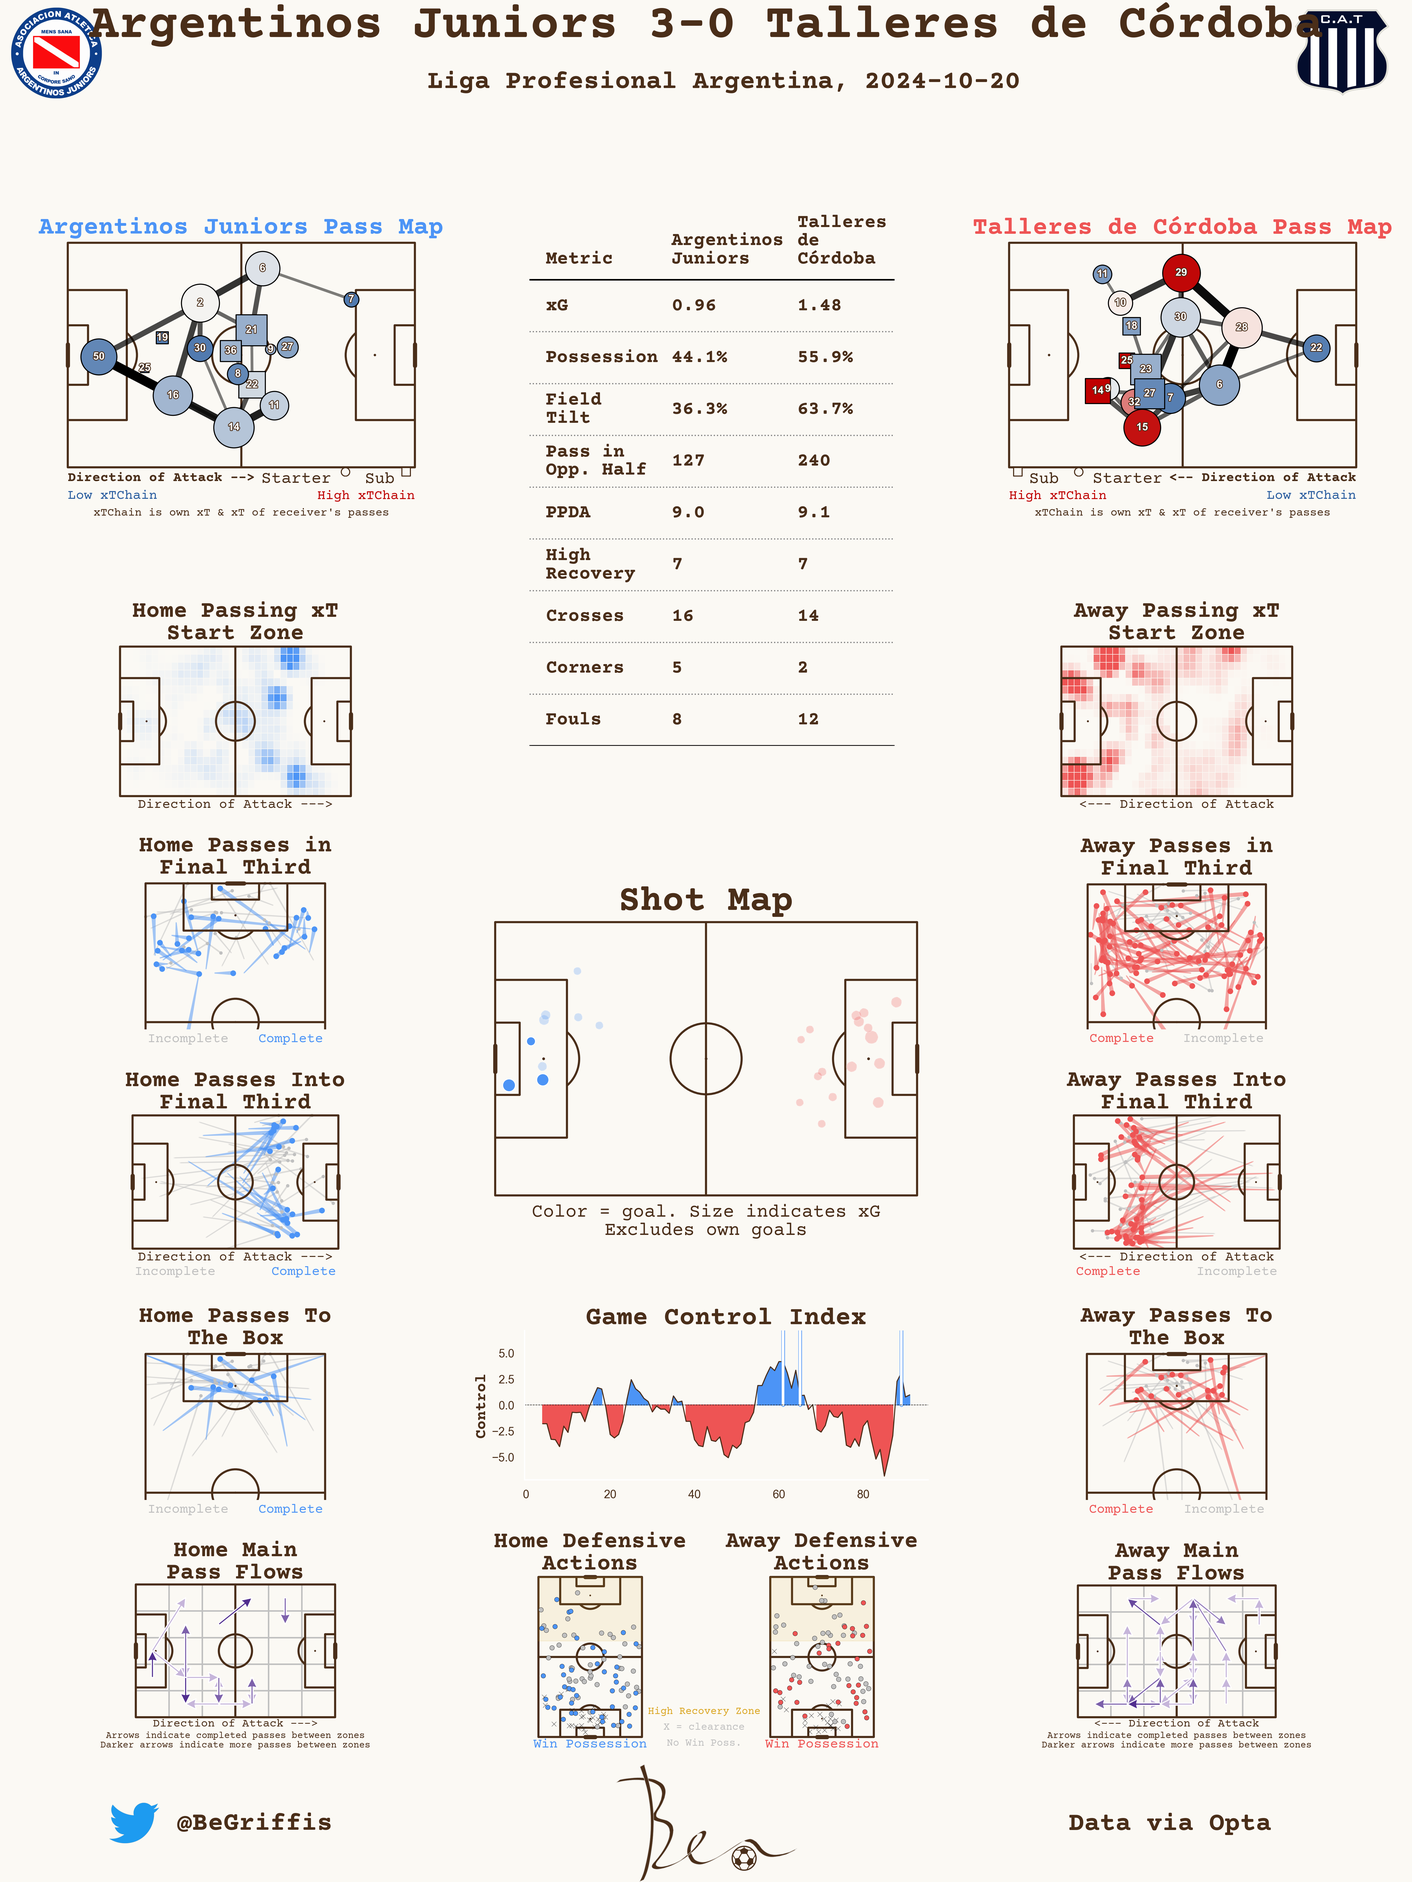 Argentinos Juniors 3-0 Talleres de Córdoba
Liga Profesional Argentina, 2024-10-20
ASOCIACION ATLETICA
MENS SANA
IN
CORPORE SANO
ARGENTINOS JUNIORS
C.A.T
Argentinos Juniors Pass Map
6
7
2
19
21
30
36
9
27
50
25
8
22
16
11
14
Direction of Attack --> Starter Sub
Low xTChain High xTChain
xTChain is own xT & xT of receiver's passes
Metric Argentinos Juniors Talleres de Córdoba
xG 0.96 1.48
Possession 44.1% 55.9%
Field Tilt 36.3% 63.7%
Pass in Opp. Half 127 240
PPDA 9.0 9.1
High Recovery 7 7
Crosses 16 14
Corners 5 2
Fouls 8 12
Talleres de Córdoba Pass Map
11
29
10
30
18
28
22
25
23
14
9
27
6
32
7
15
Sub Starter <-- Direction of Attack
High xTChain Low xTChain
xTChain is own xT & xT of receiver's passes
Home Passing xT
Start Zone
Direction of Attack --->
Away Passing xT
Start Zone
<--- Direction of Attack
Home Passes in
Final Third
Incomplete Complete
Away Passes in
Final Third
Complete Incomplete
Shot Map
Color = goal. Size indicates xG
Excludes own goals
Home Passes Into
Final Third
Direction of Attack --->
Incomplete Complete
Away Passes Into
Final Third
<--- Direction of Attack
Complete Incomplete
Home Passes To
The Box
Incomplete Complete
Game Control Index
Control
5.0
2.5
0.0
−2.5
−5.0
0 20 40 60 80
Away Passes To
The Box
Complete Incomplete
Home Main
Pass Flows
Direction of Attack --->
Arrows indicate completed passes between zones
Darker arrows indicate more passes between zones
Home Defensive
Actions
Win Possession
High Recovery Zone
X = clearance
No Win Poss.
Away Defensive
Actions
Win Possession
Away Main
Pass Flows
<--- Direction of Attack
Arrows indicate completed passes between zones
Darker arrows indicate more passes between zones
@BeGriffis
Ben
Data via Opta